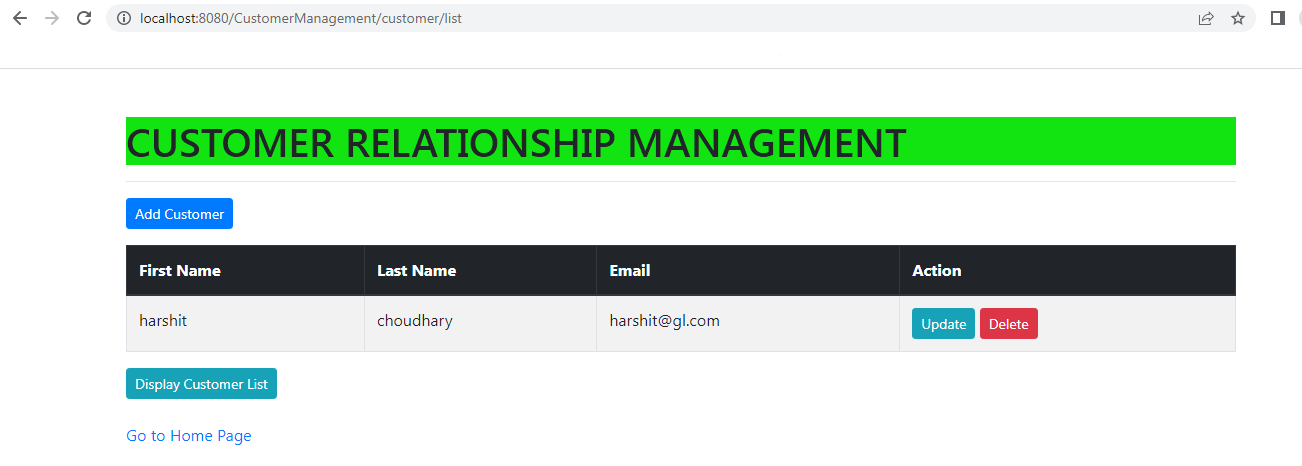 localhost:8080/CustomerManagement/customer/list
CUSTOMER RELATIONSHIP MANAGEMENT
Add Customer
First Name Last Name Email Action
harshit choudhary harshit@gl.com Update Delete
Display Customer List
Go to Home Page